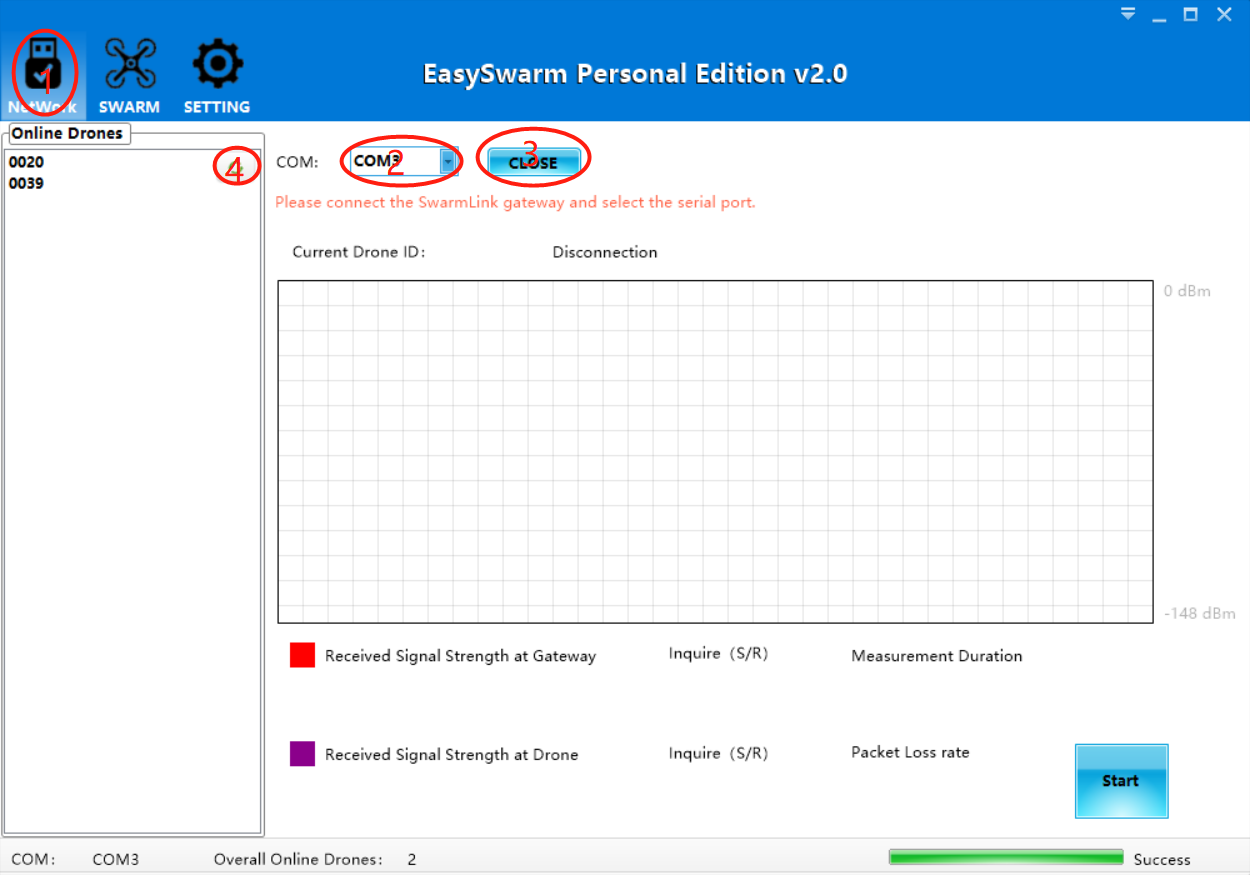 EasySwarm Personal Edition v2.0
1
NetWork SWARM SETTING
Online Drones
0020
0039
4
COM: COM3 2 CLOSE 3
Please connect the SwarmLink gateway and select the serial port.
Current Drone ID: Disconnection
0 dBm
-148 dBm
Received Signal Strength at Gateway Inquire (S/R) Measurement Duration
Received Signal Strength at Drone Inquire (S/R) Packet Loss rate
Start
COM: COM3 Overall Online Drones: 2 Success